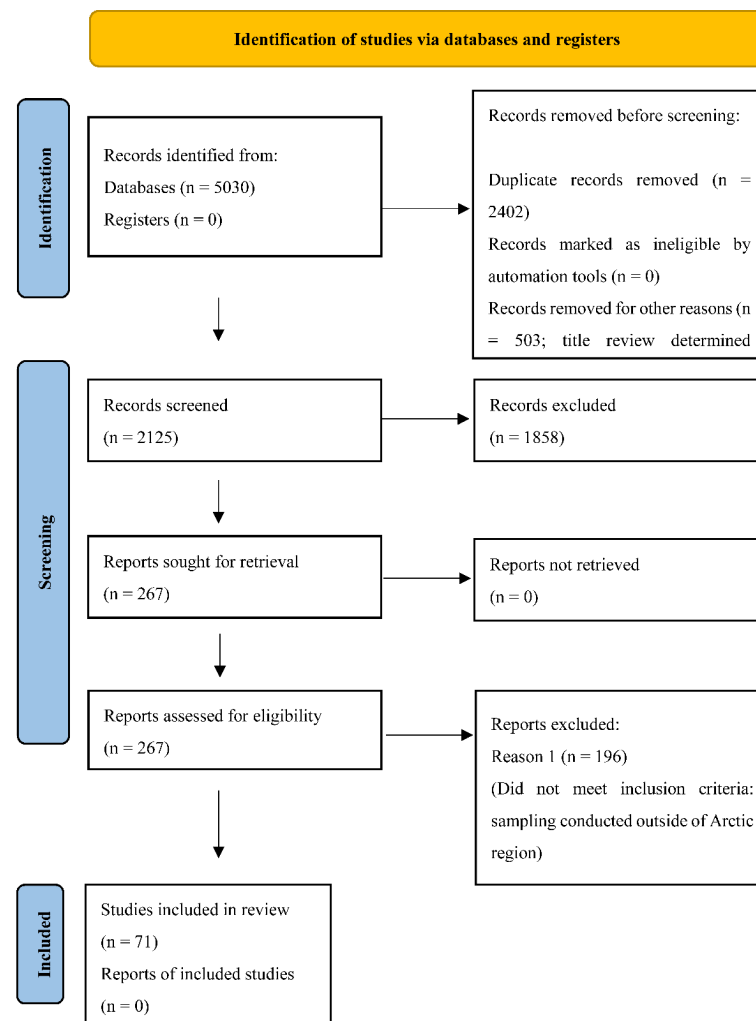 Identification of studies via databases and registers
Identification
Records identified from:
Databases (n = 5030)
Registers (n = 0)
Records removed before screening:
Duplicate records removed (n =
2402)
Records marked as ineligible by
automation tools (n = 0)
Records removed for other reasons (n
= 503; title review determined
Screening
Records screened
(n = 2125)
Records excluded
(n = 1858)
Reports sought for retrieval
(n = 267)
Reports not retrieved
(n = 0)
Reports assessed for eligibility
(n = 267)
Reports excluded:
Reason 1 (n = 196)
(Did not meet inclusion criteria:
sampling conducted outside of Arctic
region)
Included
Studies included in review
(n = 71)
Reports of included studies
(n = 0)